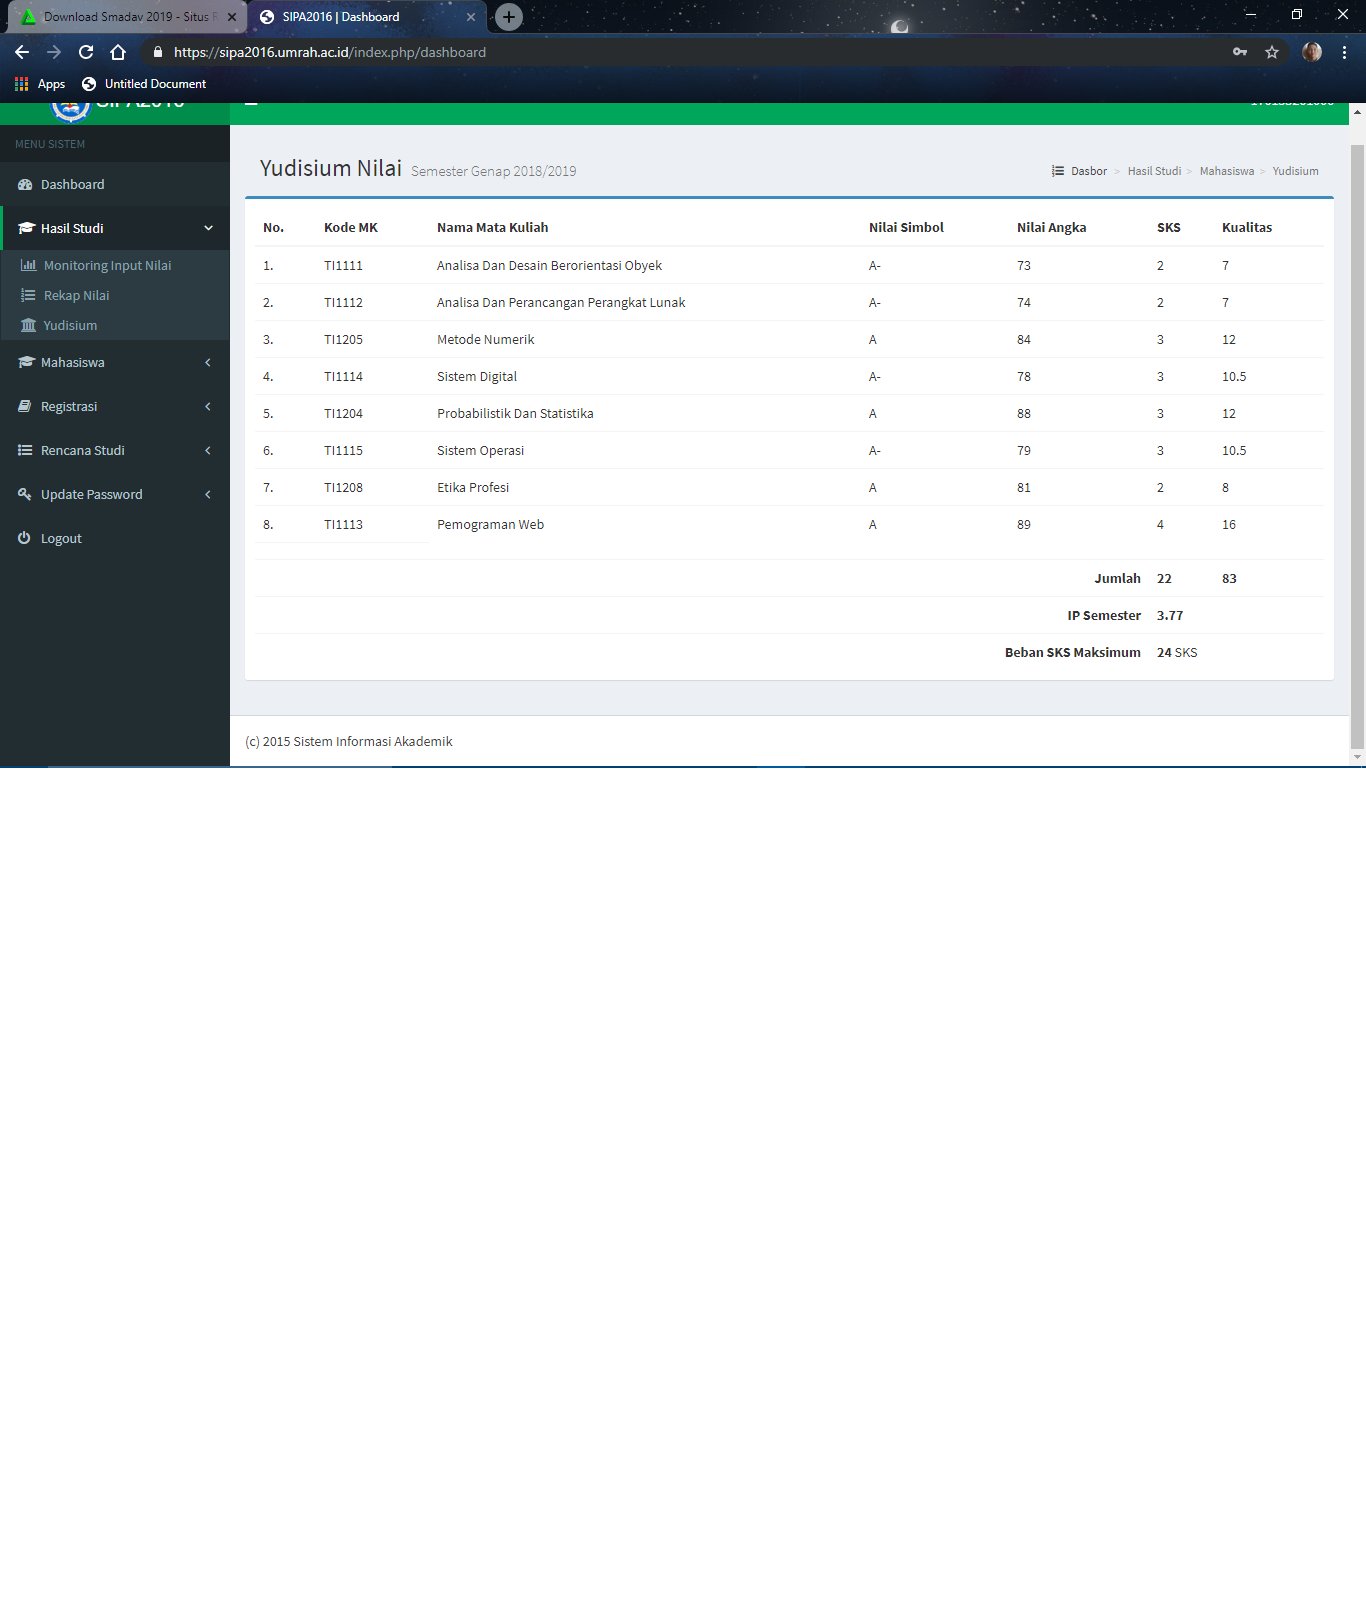 Download Smadav 2019 - Situs R
SIPA2016 | Dashboard
https://sipa2016.umrah.ac.id/index.php/dashboard
Apps Untitled Document
SIPA2016
MENU SISTEM
Dashboard
Hasil Studi
Monitoring Input Nilai
Rekap Nilai
Yudisium
Mahasiswa
Registrasi
Rencana Studi
Update Password
Logout
Yudisium Nilai Semester Genap 2018/2019
Dasbor > Hasil Studi > Mahasiswa > Yudisium
No. Kode MK Nama Mata Kuliah Nilai Simbol Nilai Angka SKS Kualitas
1. TI1111 Analisa Dan Desain Berorientasi Obyek A- 73 2 7
2. TI1112 Analisa Dan Perancangan Perangkat Lunak A- 74 2 7
3. TI1205 Metode Numerik A 84 3 12
4. TI1114 Sistem Digital A- 78 3 10.5
5. TI1204 Probabilistik Dan Statistika A 88 3 12
6. TI1115 Sistem Operasi A- 79 3 10.5
7. TI1208 Etika Profesi A 81 2 8
8. TI1113 Pemograman Web A 89 4 16
Jumlah 22 83
IP Semester 3.77
Beban SKS Maksimum 24 SKS
(c) 2015 Sistem Informasi Akademik